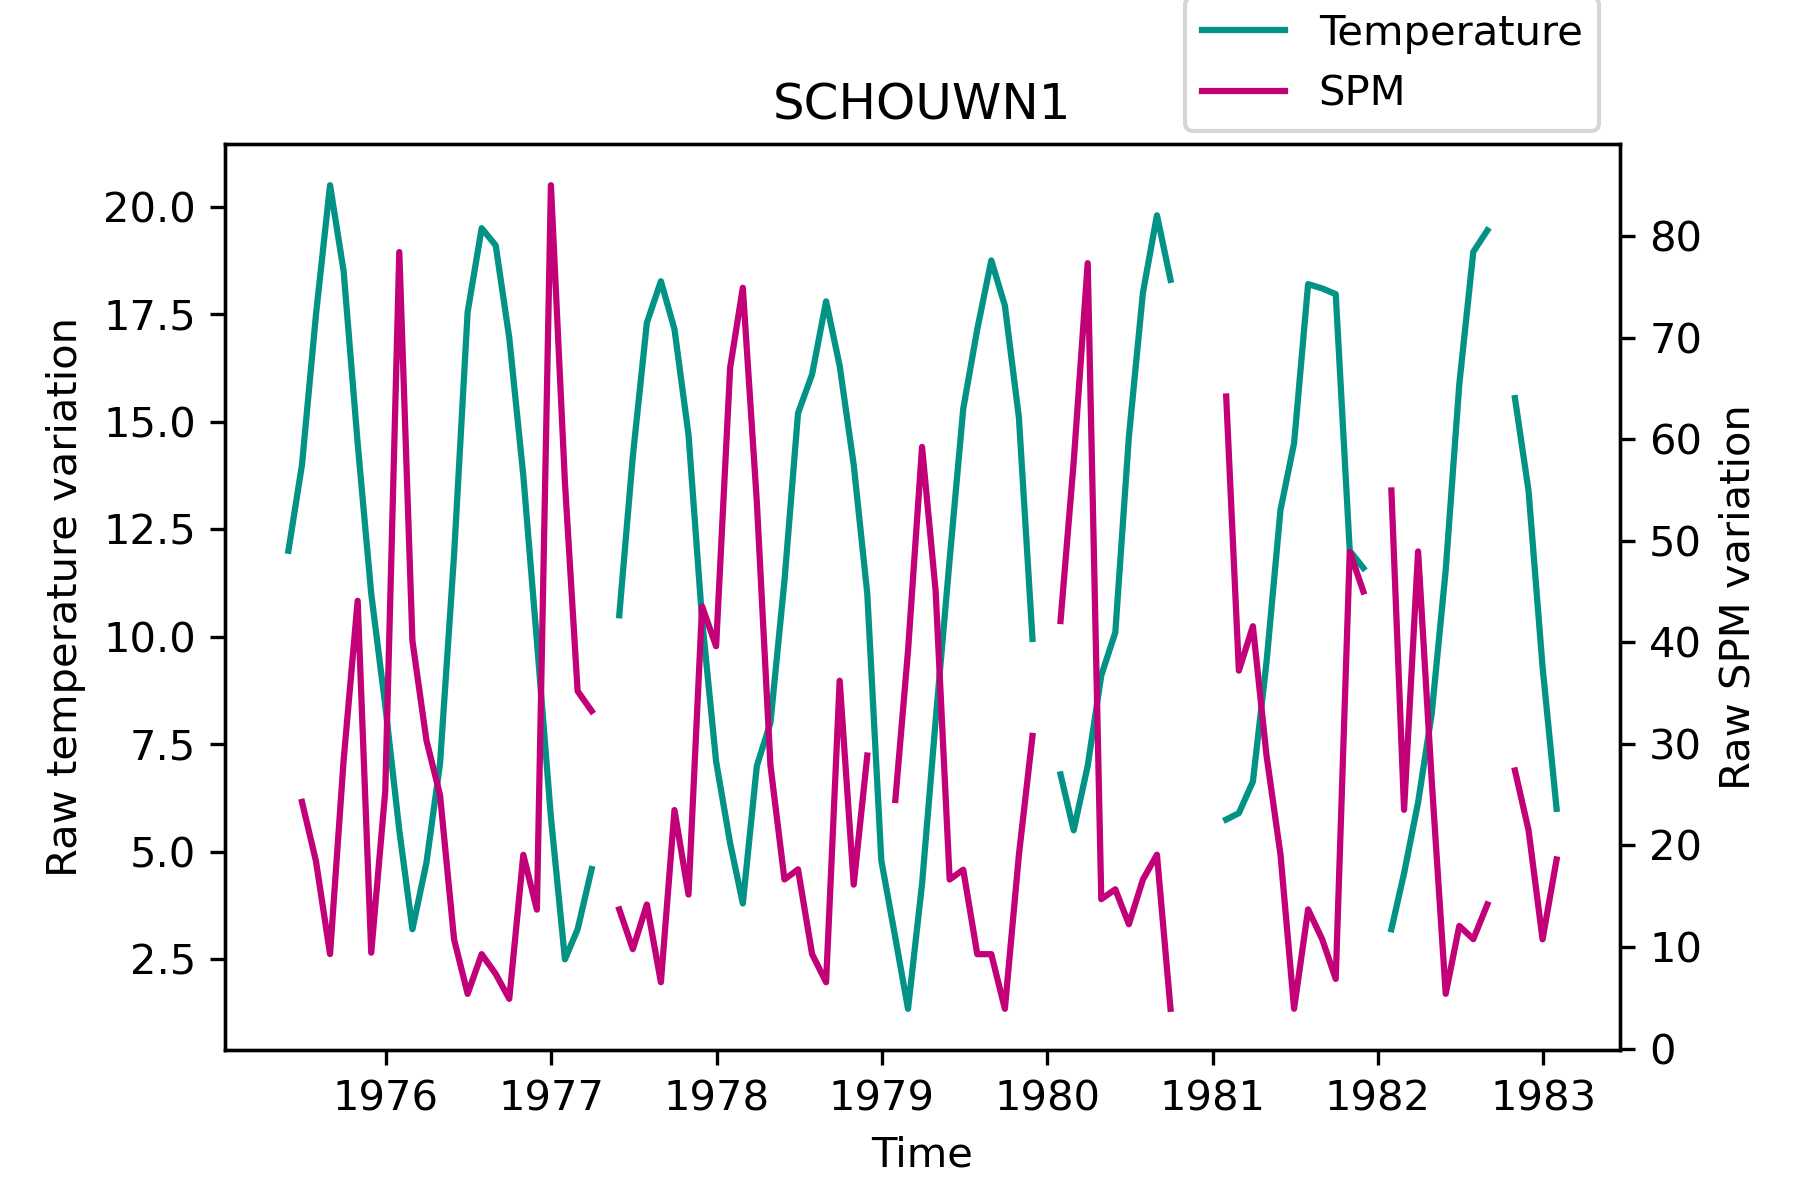 Temperature
SPM
SCHOUWN1
20.0
17.5
15.0
12.5
10.0
7.5
5.0
2.5
Raw temperature variation
80
70
60
50
40
30
20
10
0
Raw SPM variation
1976 1977 1978 1979 1980 1981 1982 1983
Time